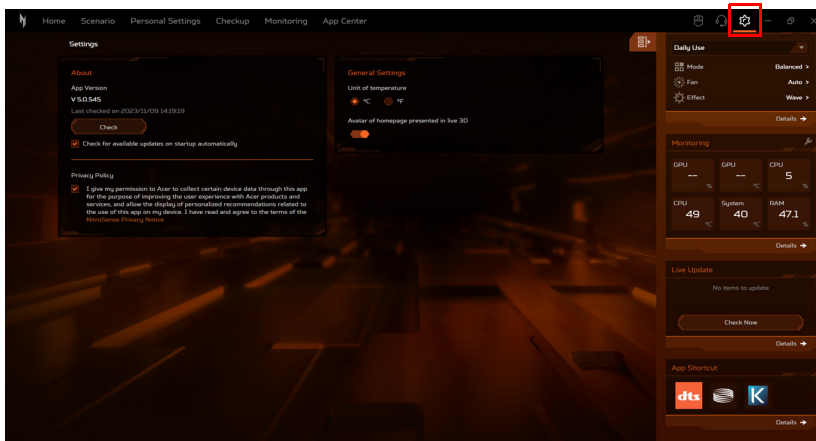 Home Scenario Personal Settings Checkup Monitoring App Center
Settings
About
App Version
V 5.0.545
Last checked on 2023/11/09 14:19:19
Check
Check for available updates on startup automatically
Privacy Policy
I give my permission to Acer to collect certain device data through this app
for the purpose of improving the user experience with Acer products and
services, and allow the display of personalized recommendations related to
the use of this app on my device. I have read and agree to the terms of the
NitroSense Privacy Notice
General Settings
Unit of temperature
°C °F
Avatar of homepage presented in live 3D
Daily Use
Mode Balanced >
Fan Auto >
Effect Wave >
Details →
Monitoring
GPU GPU CPU
-- -- 5
% °C %
CPU System RAM
49 40 47.1
°C °C %
Details →
Live Update
No items to update
Check Now
Details →
App Shortcut
dts K
Details →